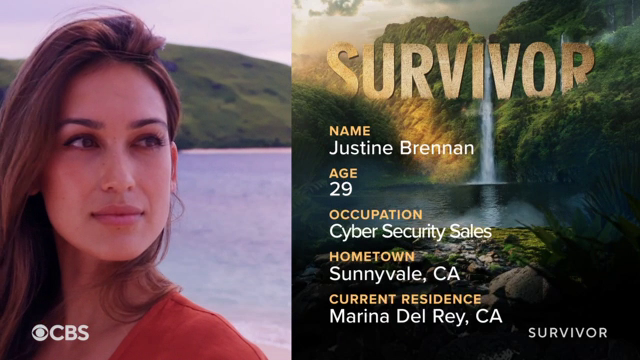 SURVIVOR
NAME
Justine Brennan
AGE
29
OCCUPATION
Cyber Security Sales
HOMETOWN
Sunnyvale, CA
CURRENT RESIDENCE
Marina Del Rey, CA
CBS
SURVIVOR